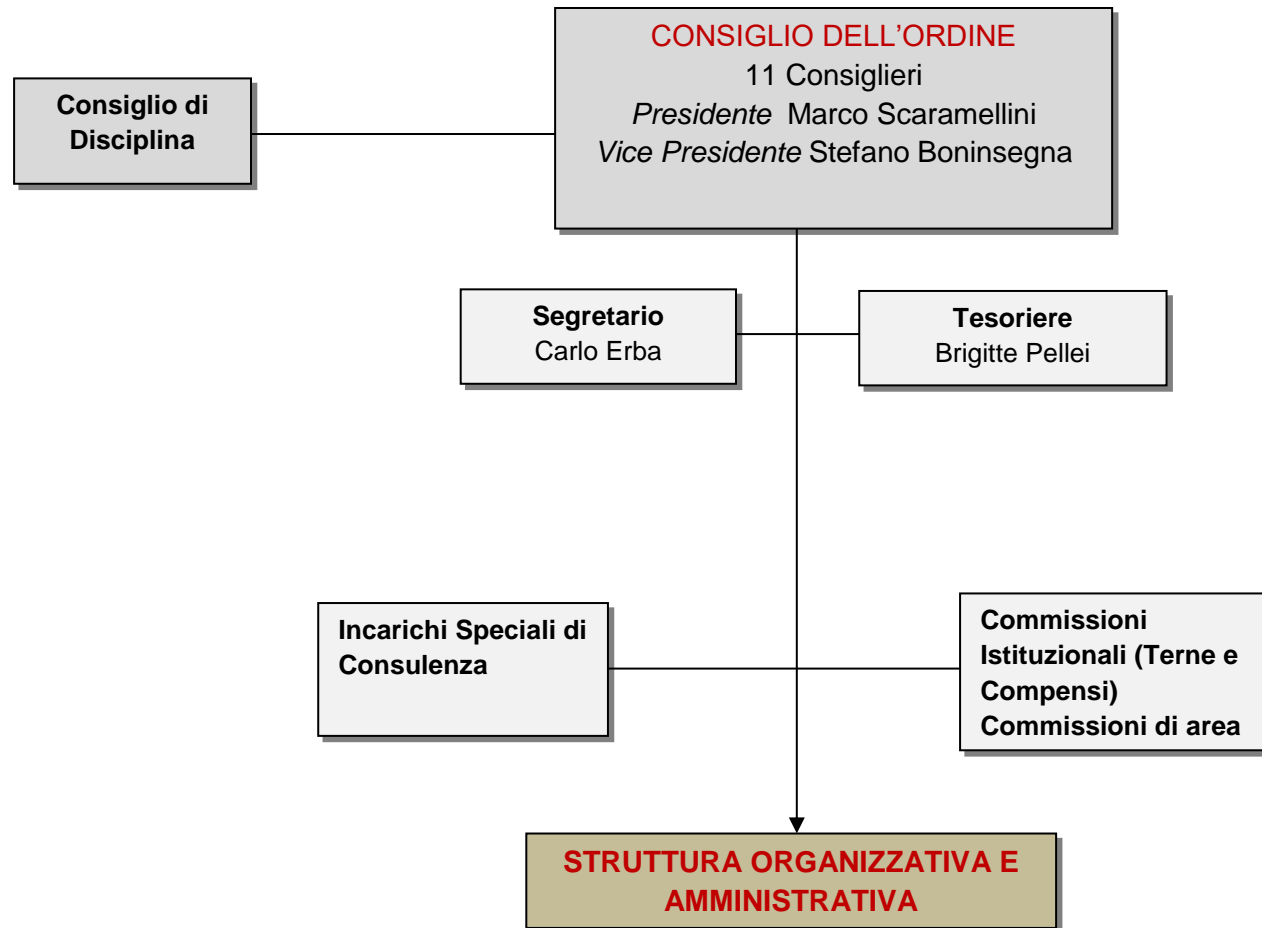 CONSIGLIO DELL’ORDINE
11 Consiglieri
Presidente Marco Scaramellini
Vice Presidente Stefano Boninsegna
Consiglio di
Disciplina
Segretario
Carlo Erba
Tesoriere
Brigitte Pellei
Incarichi Speciali di
Consulenza
Commissioni
Istituzionali (Terne e
Compensi)
Commissioni di area
STRUTTURA ORGANIZZATIVA E
AMMINISTRATIVA